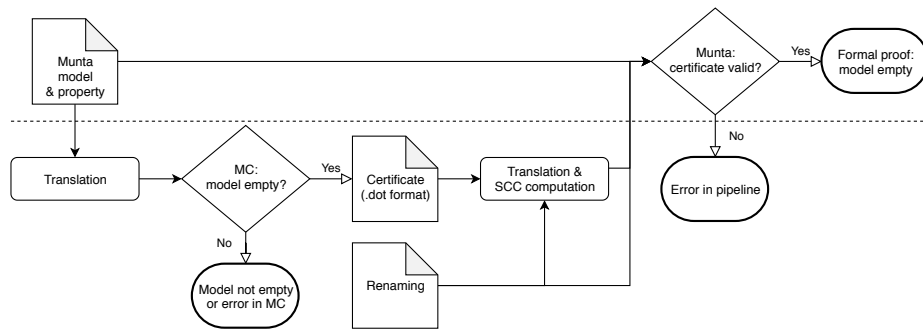 Munta
model
& property
Munta:
certificate valid?
Yes
Formal proof:
model empty
No
Error in pipeline
Translation
MC:
model empty?
Yes
Certificate
(.dot format)
Translation &
SCC computation
No
Model not empty
or error in MC
Renaming